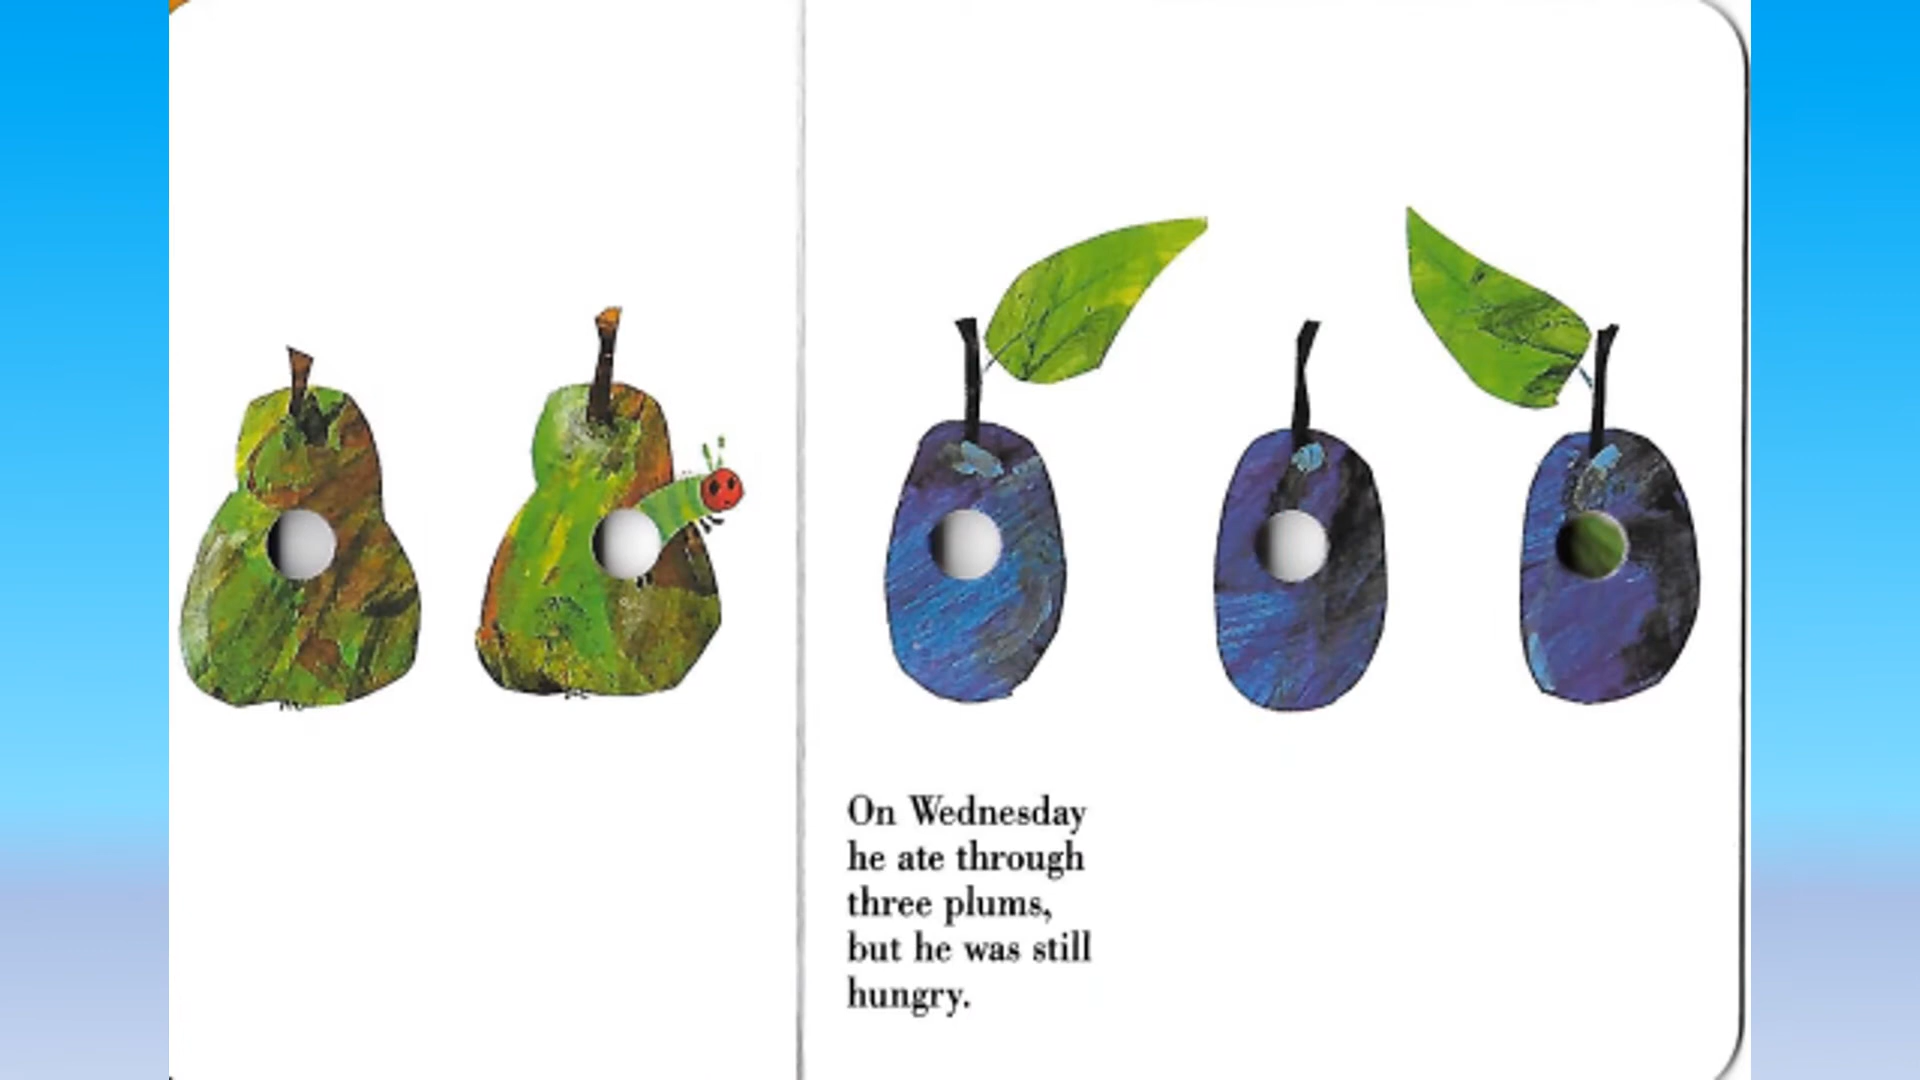 On Wednesday
he ate through
three plums,
but he was still
hungry.